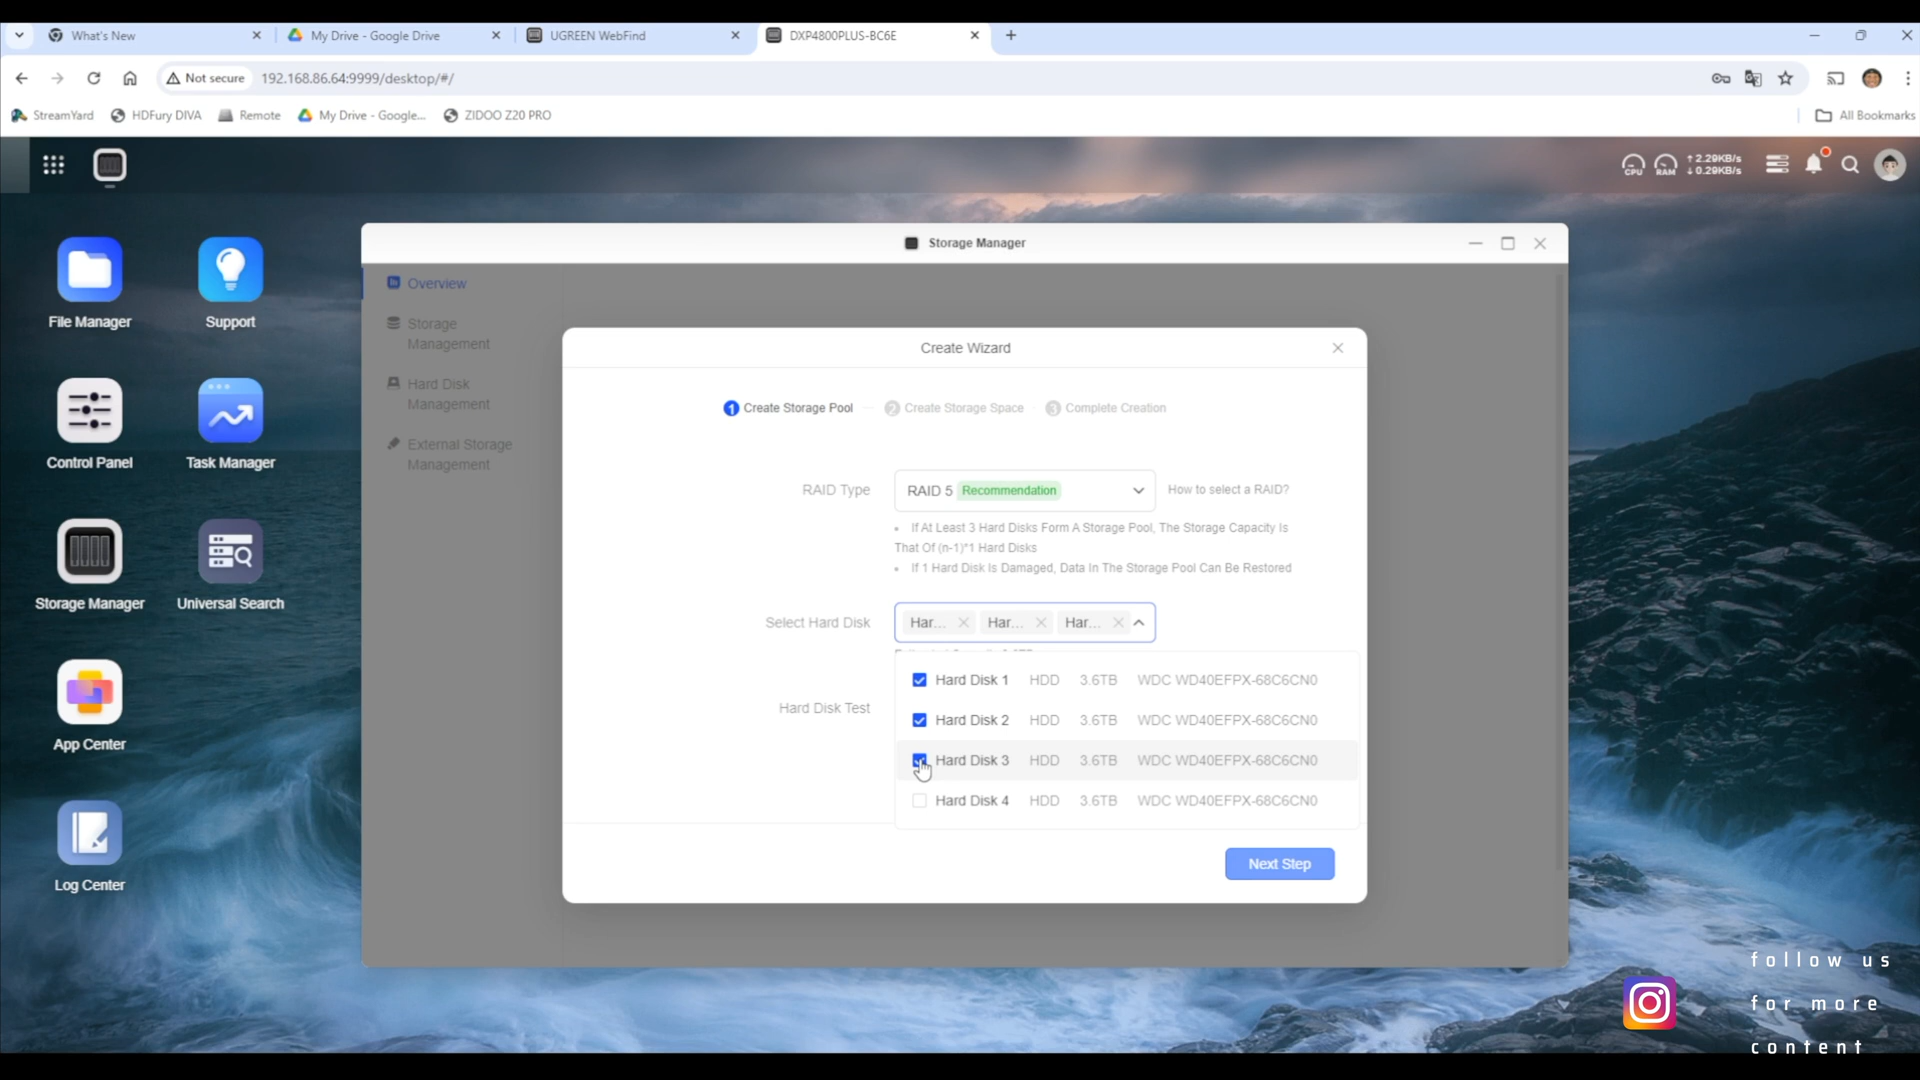 What's New
My Drive - Google Drive
UGREEN WebFind
DXP4800PLUS-BC6E
Not secure
192.168.86.64:9999/desktop/#/
StreamYard
HDFury DIVA
Remote
My Drive - Google...
ZIDOO Z20 PRO
All Bookmarks
CPU
RAM
↑ 2.29KB/s
↓ 0.29KB/s
File Manager
Support
Control Panel
Task Manager
Storage Manager
Universal Search
App Center
Log Center
Storage Manager
Overview
Storage
Management
Hard Disk
Management
External Storage
Management
Create Wizard
1 Create Storage Pool
2 Create Storage Space
3 Complete Creation
RAID Type
RAID 5 Recommendation
How to select a RAID?
• If At Least 3 Hard Disks Form A Storage Pool, The Storage Capacity Is
That Of (n-1)*1 Hard Disks
• If 1 Hard Disk Is Damaged, Data In The Storage Pool Can Be Restored
Select Hard Disk
Har...
Har...
Har...
Hard Disk 1 HDD 3.6TB WDC WD40EFPX-68C6CN0
Hard Disk 2 HDD 3.6TB WDC WD40EFPX-68C6CN0
Hard Disk 3 HDD 3.6TB WDC WD40EFPX-68C6CN0
Hard Disk 4 HDD 3.6TB WDC WD40EFPX-68C6CN0
Hard Disk Test
Next Step
follow us
for more
content